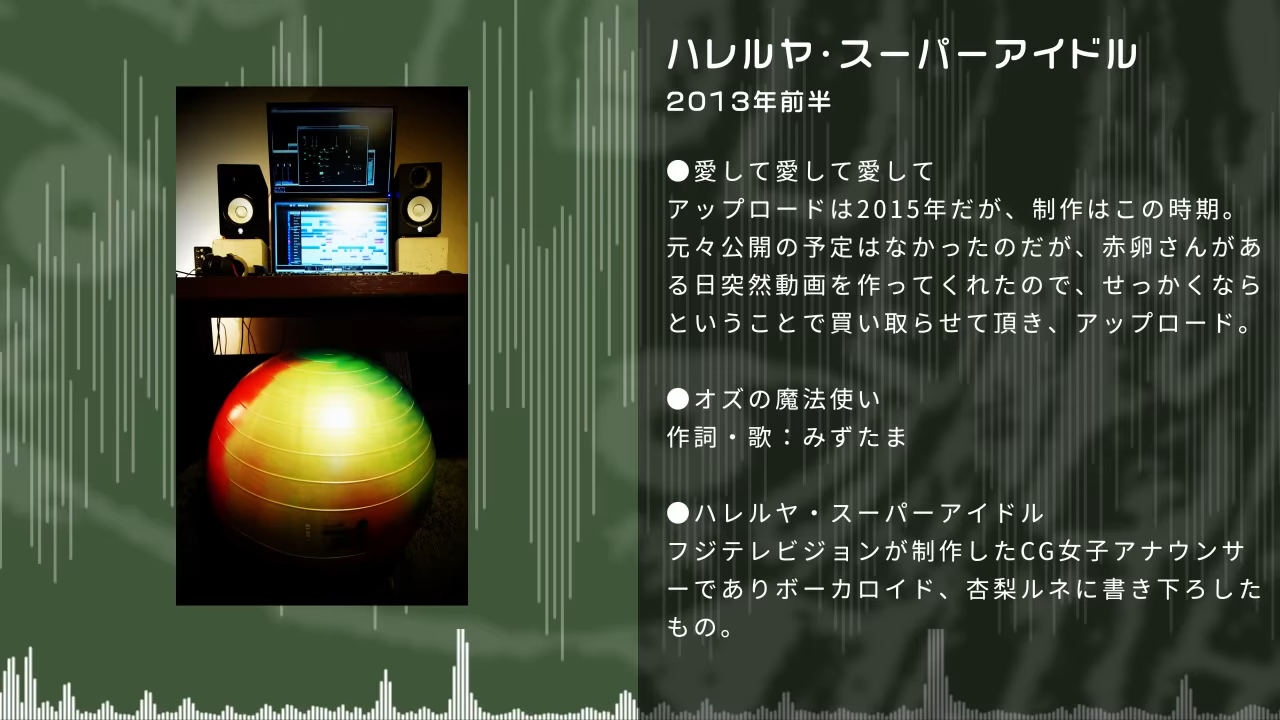 ハレルヤ・スーパーアイドル
2013年前半
●愛して愛して愛して
アップロードは2015年だが、制作はこの時期。
元々公開の予定はなかったのだが、赤卵さんがあ
る日突然動画を作ってくれたので、せっかくなら
ということで買い取らせて頂き、アップロード。
●オズの魔法使い
作詞・歌：みずたま
●ハレルヤ・スーパーアイドル
フジテレビジョンが制作したCG女子アナウンサ
ーでありボーカロイド、杏梨ルネに書き下ろした
もの。